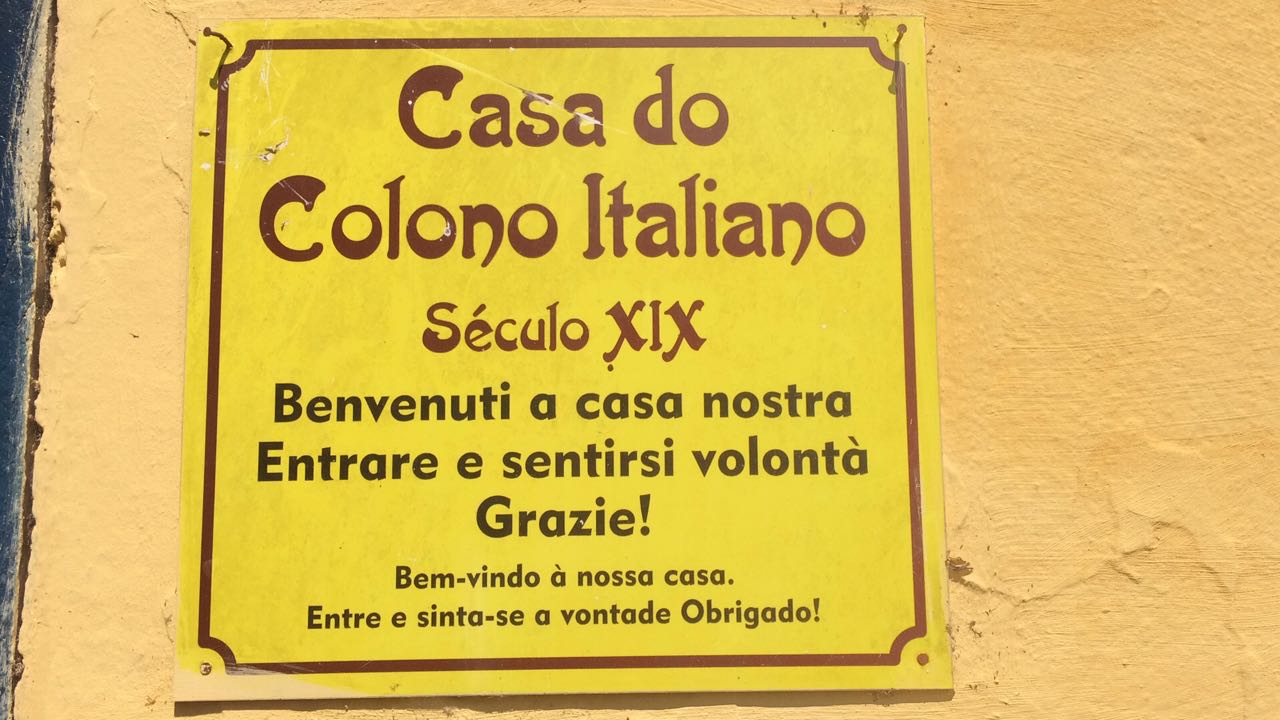 Casa do
Colono Italiano
Século XIX
Benvenuti a casa nostra
Entrare e sentirsi volontà
Grazie!
Bem-vindo à nossa casa.
Entre e sinta-se a vontade Obrigado!